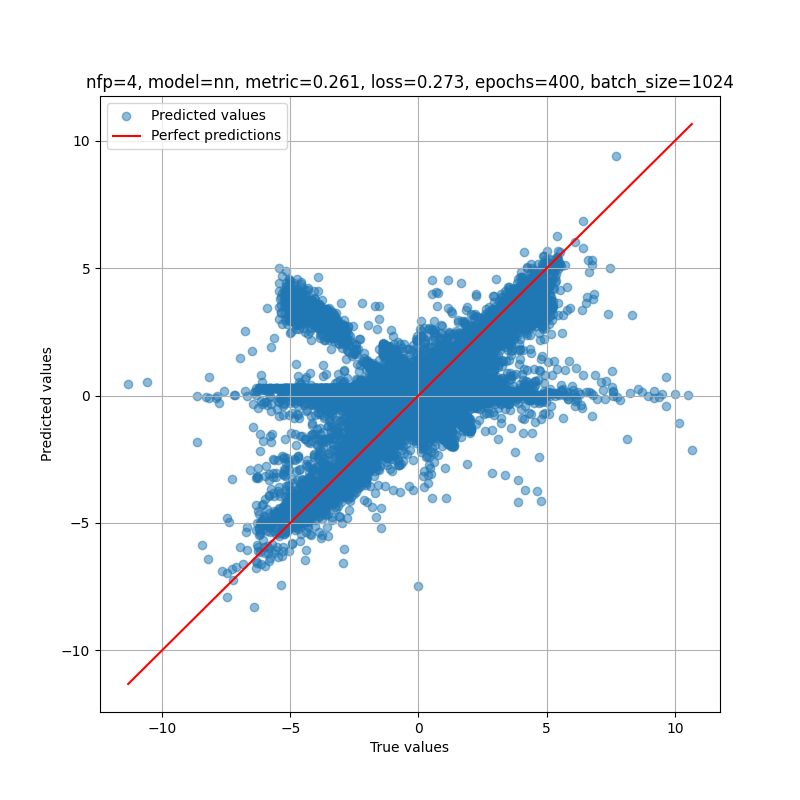 nfp=4, model=nn, metric=0.261, loss=0.273, epochs=400, batch_size=1024
Predicted values
Perfect predictions
10
5
0
−5
−10
Predicted values
−10
−5
0
5
10
True values